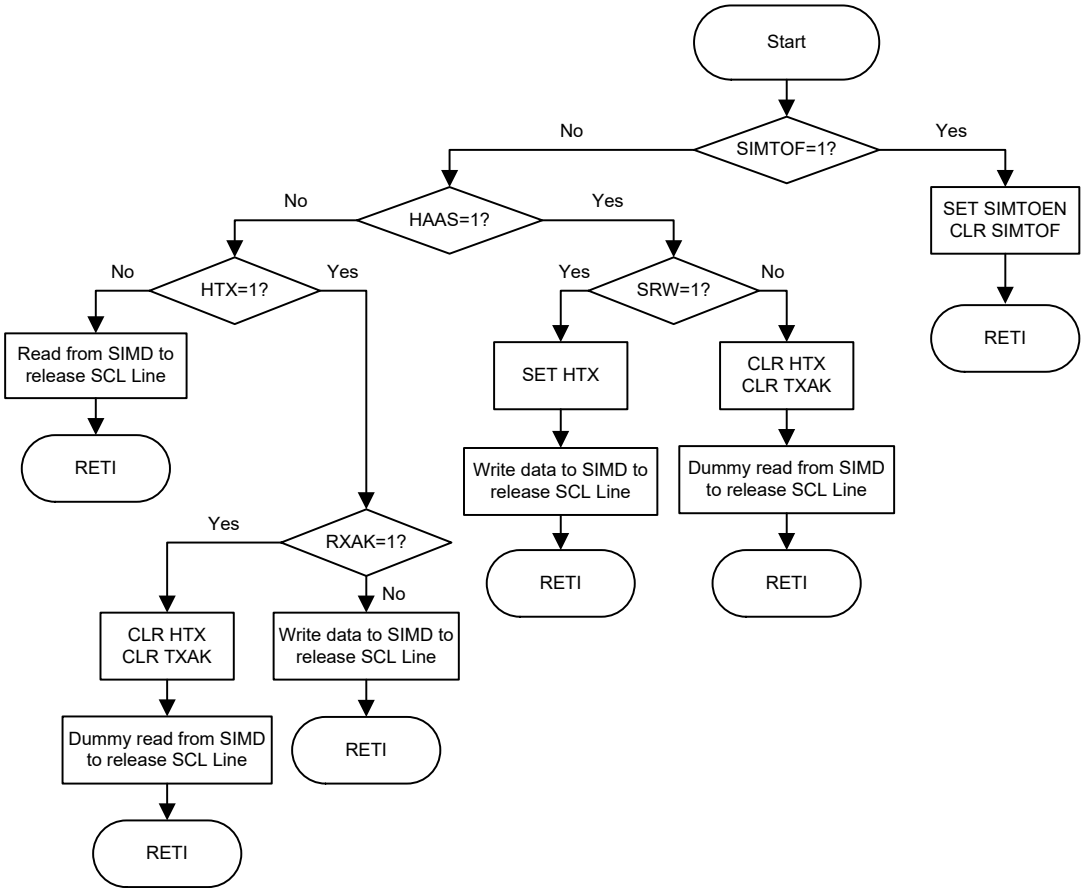 Start
SIMTOF=1?
No
Yes
HAAS=1?
No
Yes
SET SIMTOEN
CLR SIMTOF
RETI
HTX=1?
No
Yes
SRW=1?
Yes
No
Read from SIMD to
release SCL Line
RETI
SET HTX
CLR HTX
CLR TXAK
Write data to SIMD to
release SCL Line
Dummy read from SIMD
to release SCL Line
RETI
RETI
RXAK=1?
Yes
No
CLR HTX
CLR TXAK
Write data to SIMD to
release SCL Line
Dummy read from SIMD
to release SCL Line
RETI
RETI